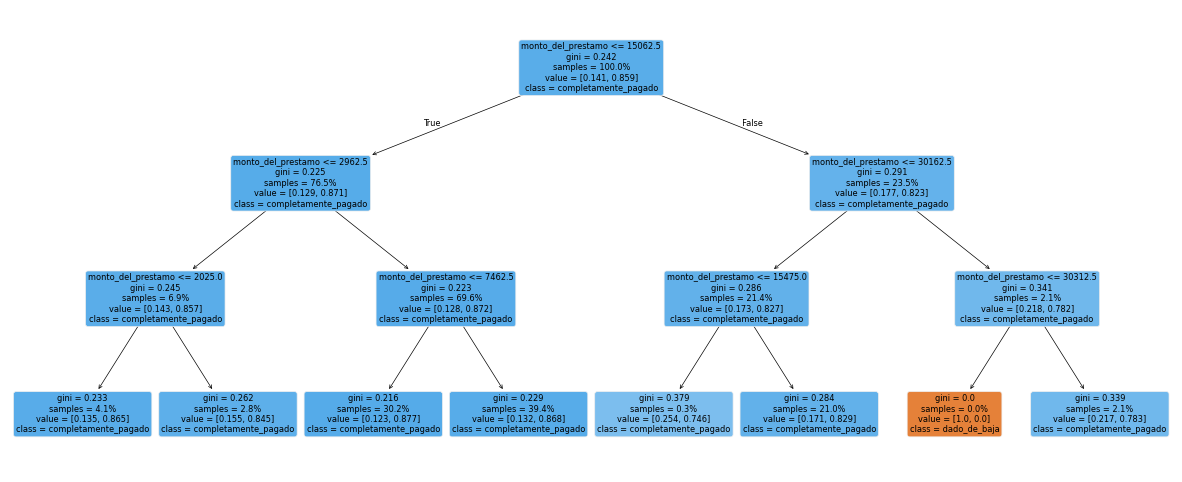 monto_del_prestamo <= 15062.5
gini = 0.242
samples = 100.0%
value = [0.141, 0.859]
class = completamente_pagado
True
False
monto_del_prestamo <= 2962.5
gini = 0.225
samples = 76.5%
value = [0.129, 0.871]
class = completamente_pagado
monto_del_prestamo <= 30162.5
gini = 0.291
samples = 23.5%
value = [0.177, 0.823]
class = completamente_pagado
monto_del_prestamo <= 2025.0
gini = 0.245
samples = 6.9%
value = [0.143, 0.857]
class = completamente_pagado
monto_del_prestamo <= 7462.5
gini = 0.223
samples = 69.6%
value = [0.128, 0.872]
class = completamente_pagado
monto_del_prestamo <= 15475.0
gini = 0.286
samples = 21.4%
value = [0.173, 0.827]
class = completamente_pagado
monto_del_prestamo <= 30312.5
gini = 0.341
samples = 2.1%
value = [0.218, 0.782]
class = completamente_pagado
gini = 0.233
samples = 4.1%
value = [0.135, 0.865]
class = completamente_pagado
gini = 0.262
samples = 2.8%
value = [0.155, 0.845]
class = completamente_pagado
gini = 0.216
samples = 30.2%
value = [0.123, 0.877]
class = completamente_pagado
gini = 0.229
samples = 39.4%
value = [0.132, 0.868]
class = completamente_pagado
gini = 0.379
samples = 0.3%
value = [0.254, 0.746]
class = completamente_pagado
gini = 0.284
samples = 21.0%
value = [0.171, 0.829]
class = completamente_pagado
gini = 0.0
samples = 0.0%
value = [1.0, 0.0]
class = dado_de_baja
gini = 0.339
samples = 2.1%
value = [0.217, 0.783]
class = completamente_pagado